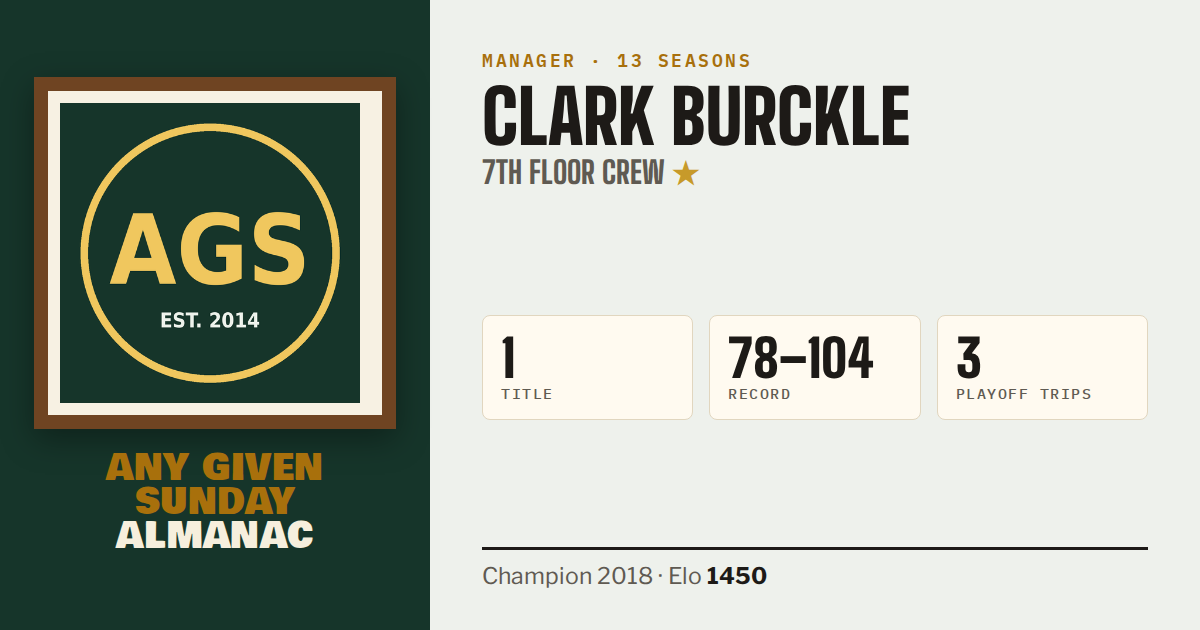 AGS
EST. 2014
ANY GIVEN
SUNDAY
ALMANAC
MANAGER · 13 SEASONS
CLARK BURCKLE
7TH FLOOR CREW ★
1
TITLE
78–104
RECORD
3
PLAYOFF TRIPS
Champion 2018 · Elo 1450